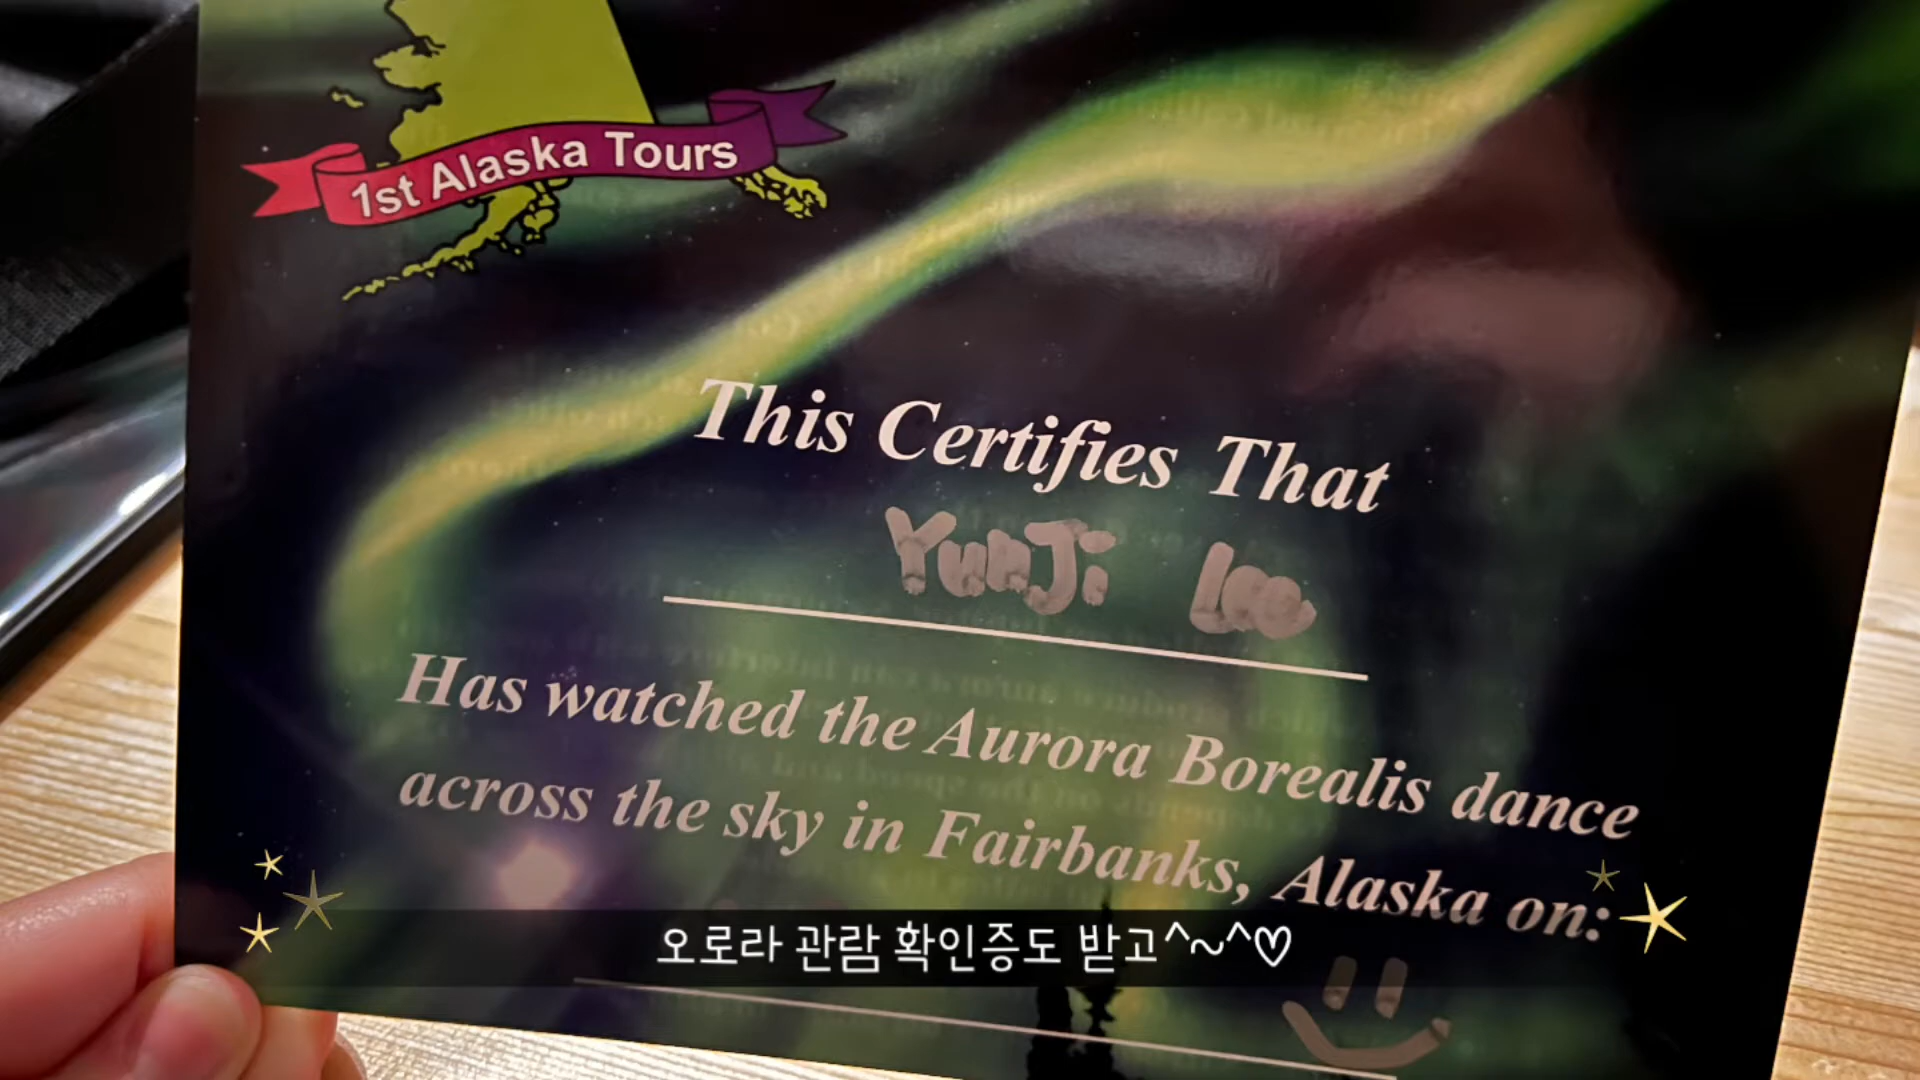 1st Alaska Tours
This Certifies That
YunJi lee
Has watched the Aurora Borealis dance
across the sky in Fairbanks, Alaska on:
오로라 관람 확인증도 받고^~^♡